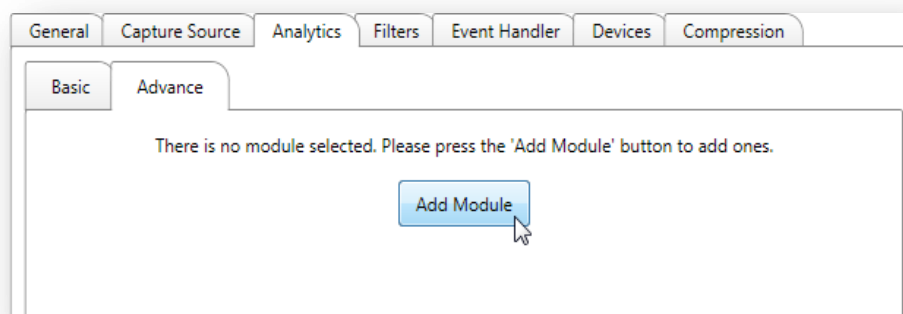 General Capture Source Analytics Filters Event Handler Devices Compression
Basic Advance
There is no module selected. Please press the 'Add Module' button to add ones.
Add Module